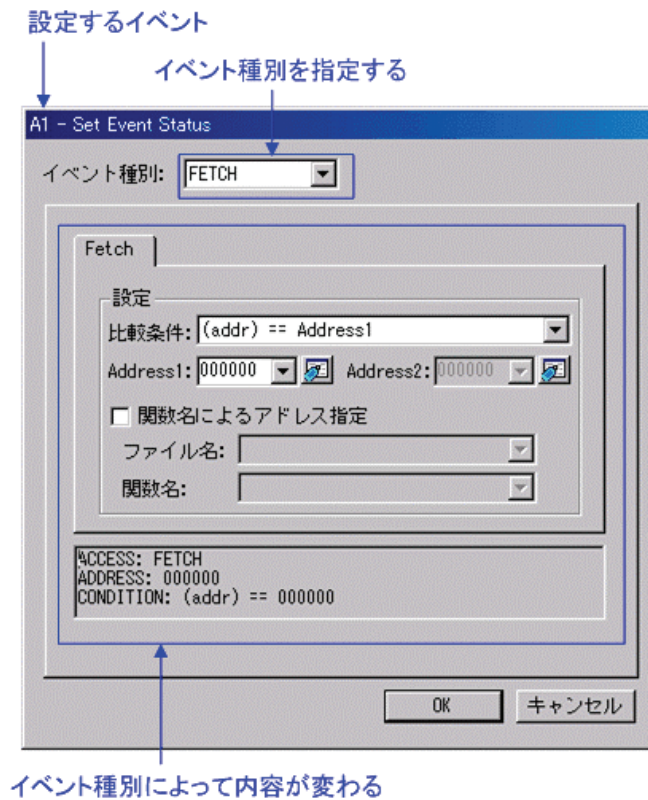 設定するイベント
イベント種別を指定する
A1 - Set Event Status
イベント種別: FETCH
Fetch
設定
比較条件: (addr) == Address1
Address1: 000000 Address2: 000000
関数名によるアドレス指定
ファイル名:
関数名:
ACCESS: FETCH
ADDRESS: 000000
CONDITION: (addr) == 000000
OK キャンセル
イベント種別によって内容が変わる